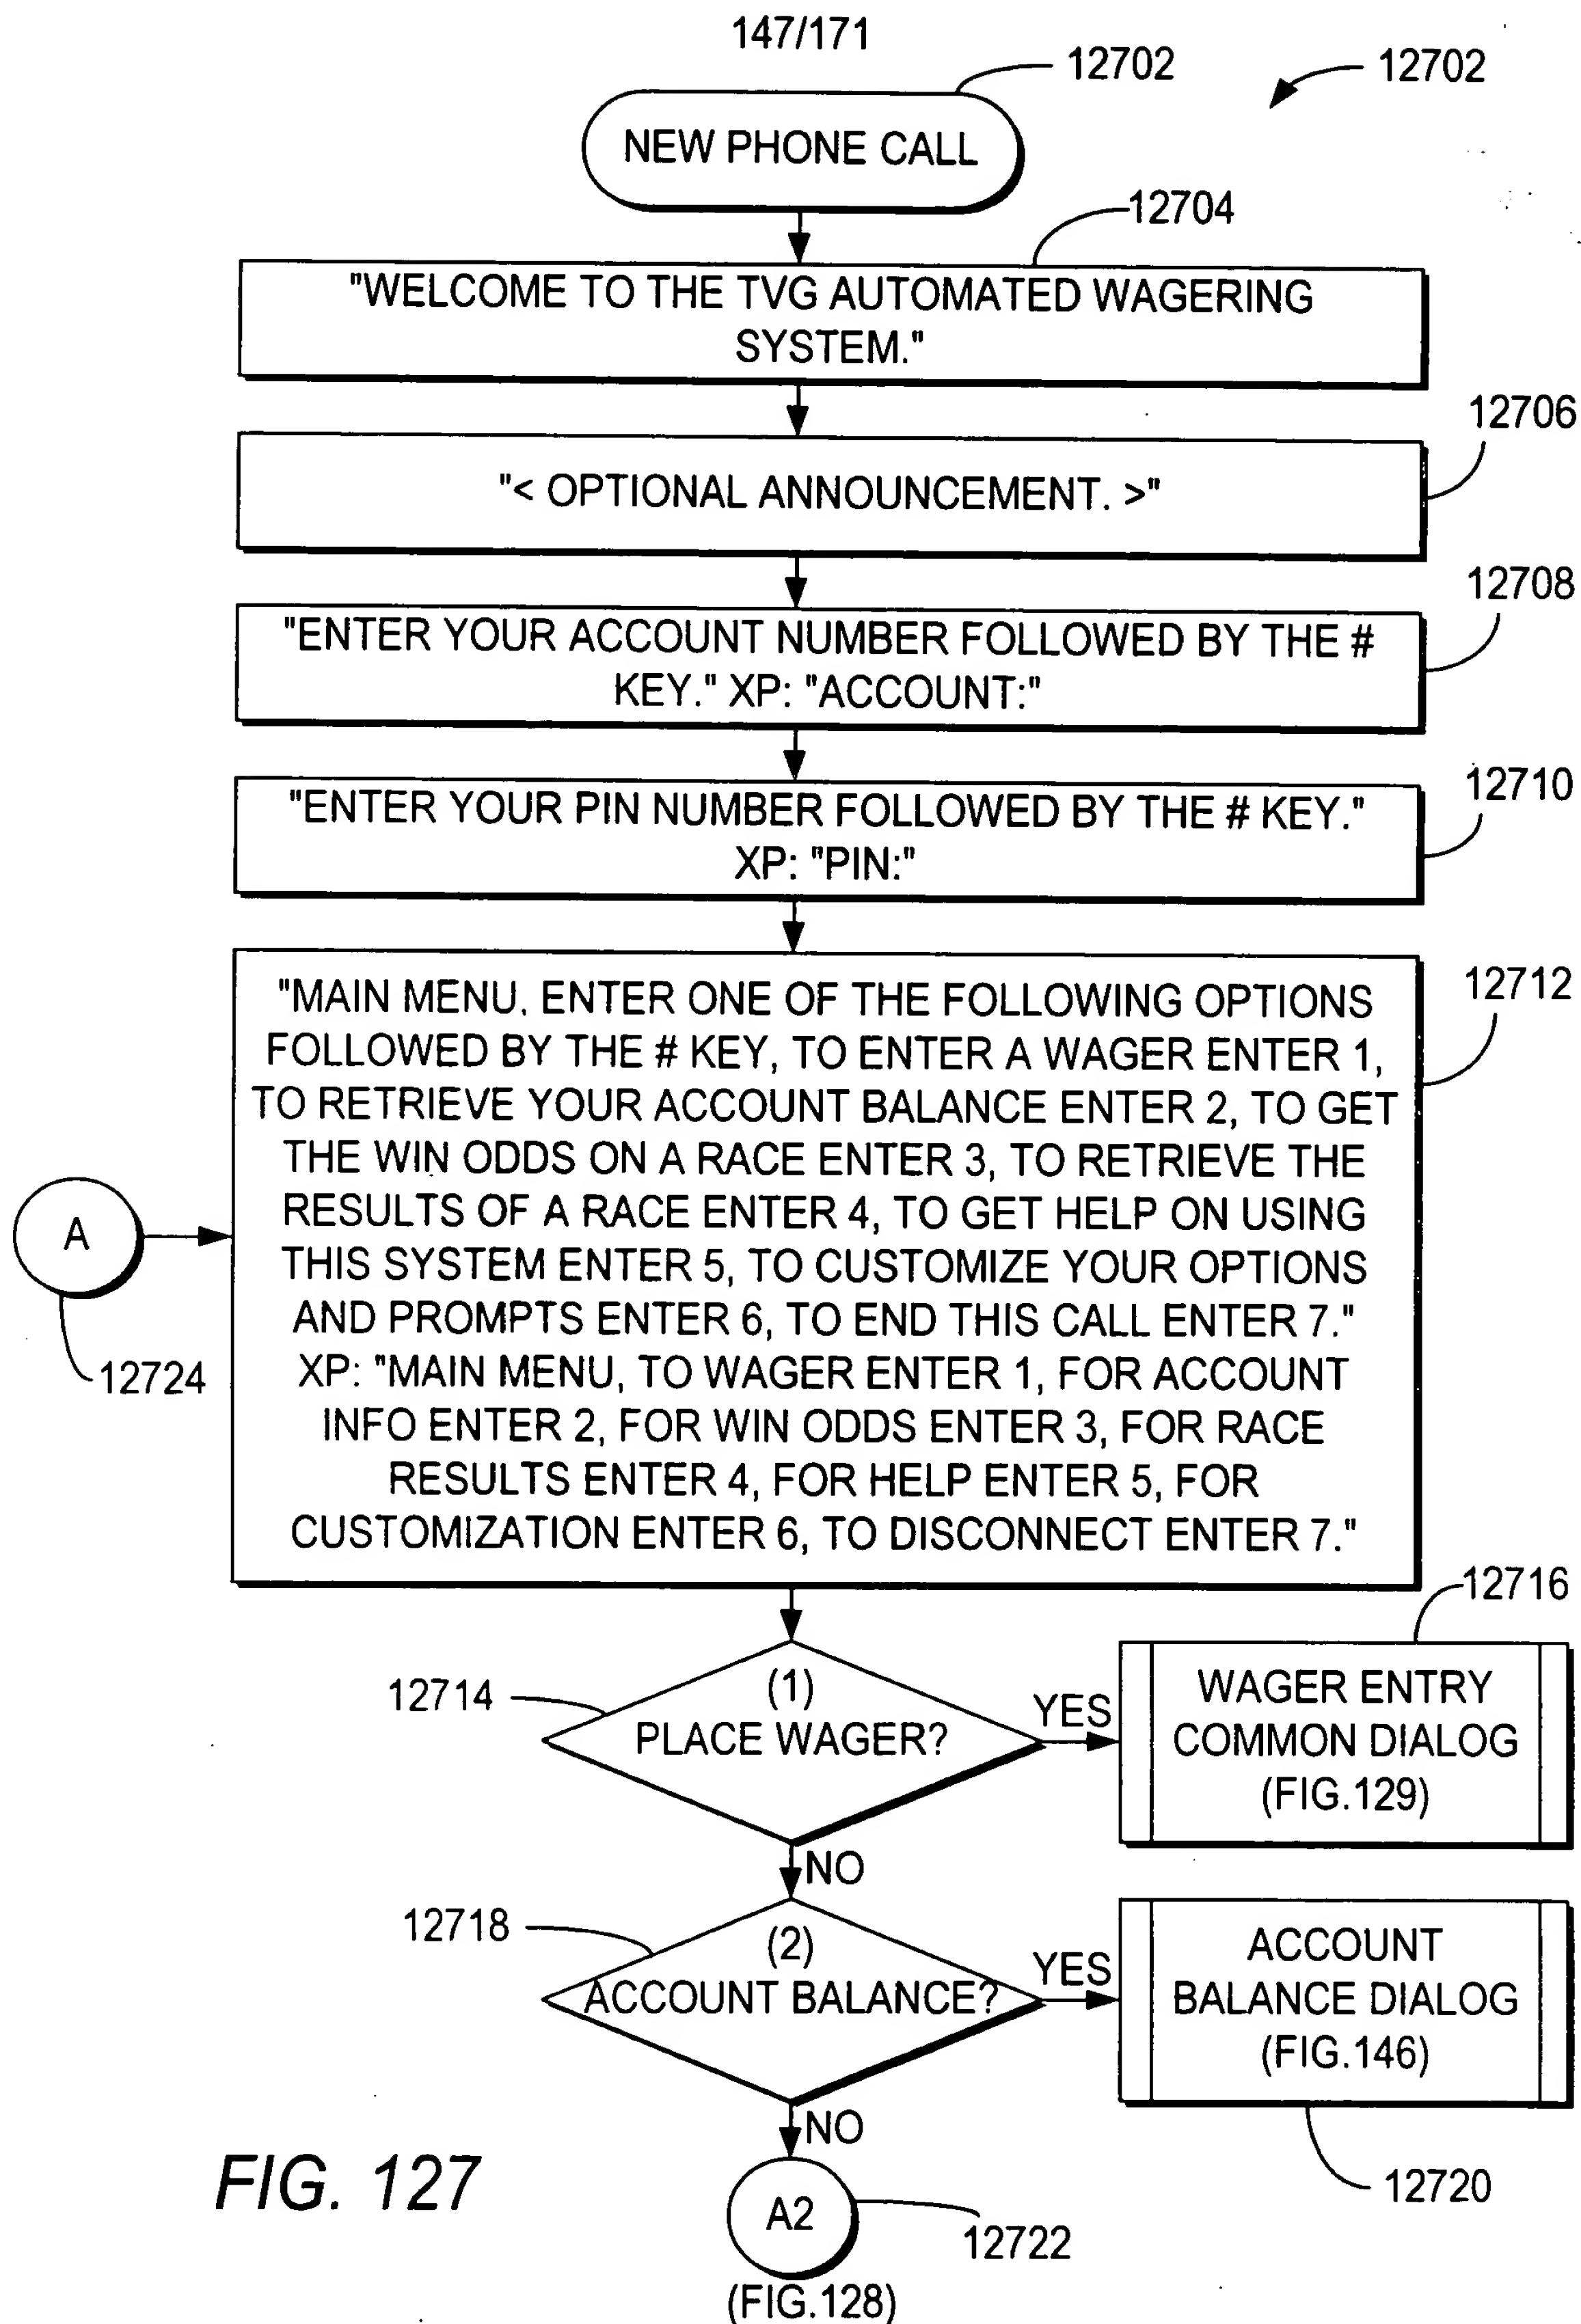 147/171
12702
12702
NEW PHONE CALL
12704
"WELCOME TO THE TVG AUTOMATED WAGERING
SYSTEM."
12706
"< OPTIONAL ANNOUNCEMENT. >"
12708
"ENTER YOUR ACCOUNT NUMBER FOLLOWED BY THE #
KEY." XP: "ACCOUNT:"
12710
"ENTER YOUR PIN NUMBER FOLLOWED BY THE # KEY."
XP: "PIN:"
12712
"MAIN MENU, ENTER ONE OF THE FOLLOWING OPTIONS
FOLLOWED BY THE # KEY, TO ENTER A WAGER ENTER 1,
TO RETRIEVE YOUR ACCOUNT BALANCE ENTER 2, TO GET
THE WIN ODDS ON A RACE ENTER 3, TO RETRIEVE THE
RESULTS OF A RACE ENTER 4, TO GET HELP ON USING
THIS SYSTEM ENTER 5, TO CUSTOMIZE YOUR OPTIONS
AND PROMPTS ENTER 6, TO END THIS CALL ENTER 7."
XP: "MAIN MENU, TO WAGER ENTER 1, FOR ACCOUNT
INFO ENTER 2, FOR WIN ODDS ENTER 3, FOR RACE
RESULTS ENTER 4, FOR HELP ENTER 5, FOR
CUSTOMIZATION ENTER 6, TO DISCONNECT ENTER 7."
A
12724
12714
(1)
PLACE WAGER?
YES
12716
WAGER ENTRY
COMMON DIALOG
(FIG.129)
NO
12718
(2)
ACCOUNT BALANCE?
YES
ACCOUNT
BALANCE DIALOG
(FIG.146)
12720
NO
A2
12722
(FIG.128)
FIG. 127